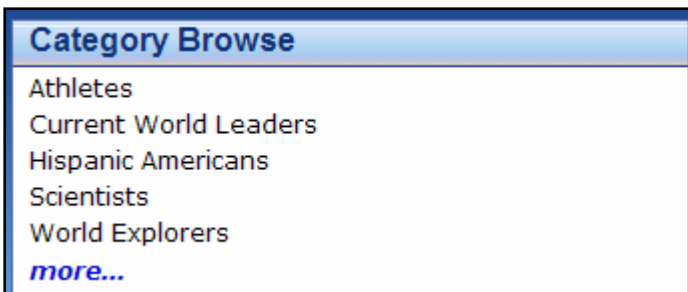 Category Browse
Athletes
Current World Leaders
Hispanic Americans
Scientists
World Explorers
more...